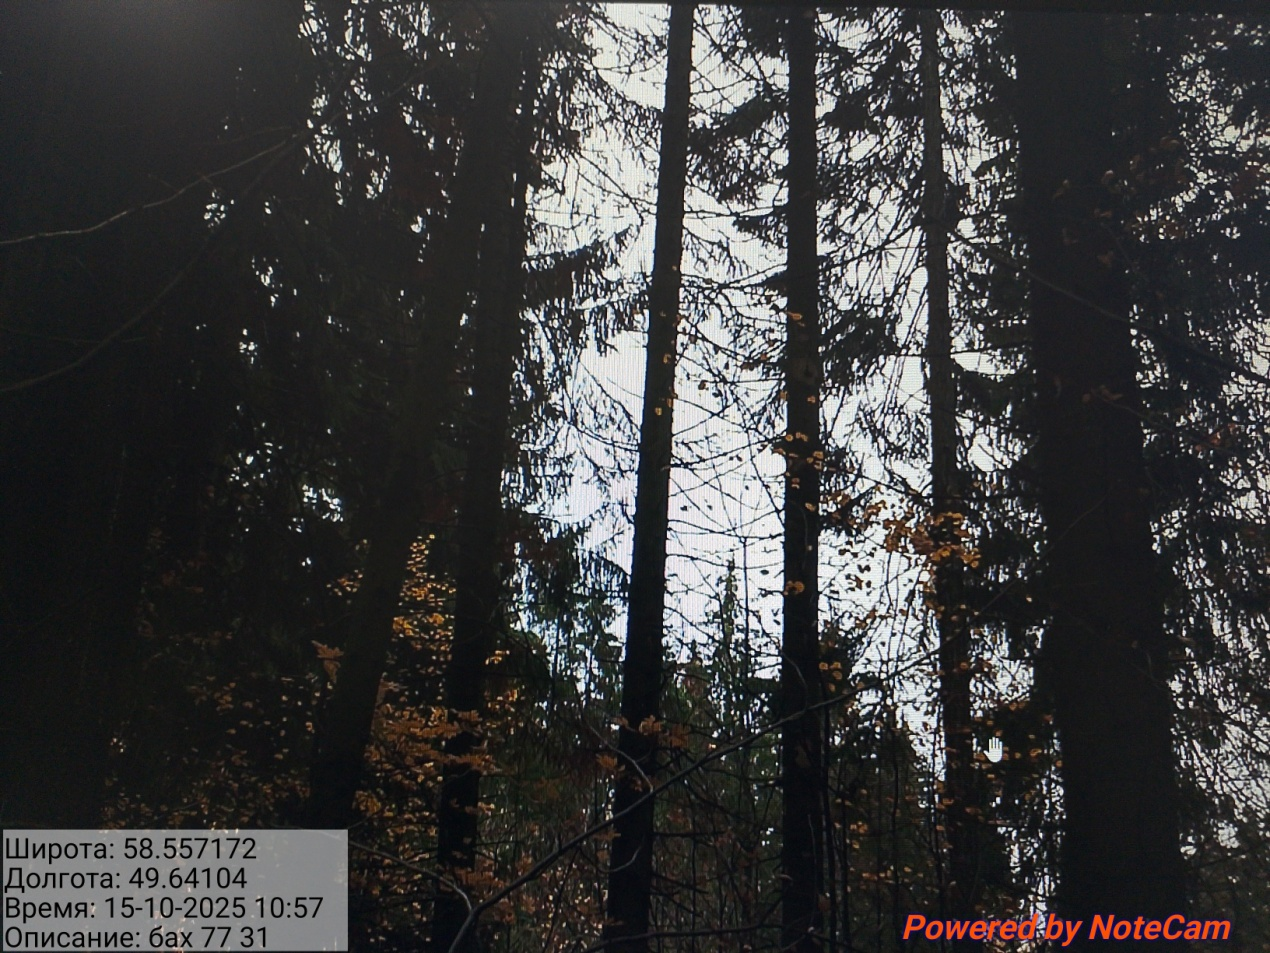 Широта: 58.557172
Долгота: 49.64104
Время: 15-10-2025 10:57
Описание: бах 77 31
Powered by NoteCam